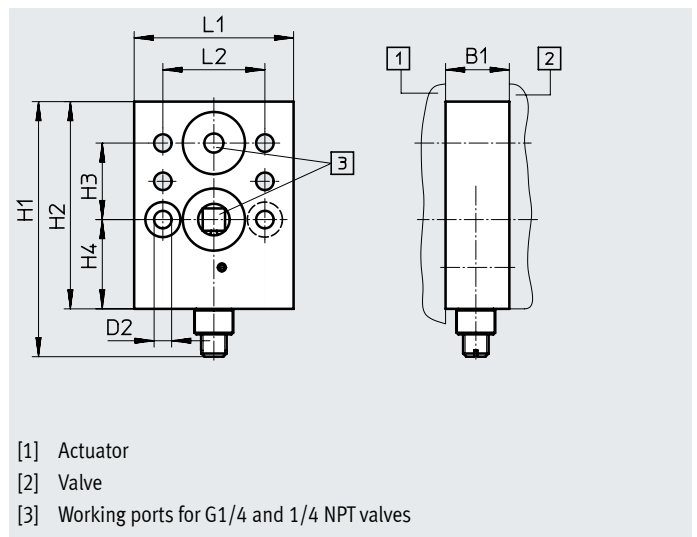 L1
L2
1
B1
2
3
H1
H2
H3
H4
D2
[1] Actuator
[2] Valve
[3] Working ports for G1/4 and 1/4 NPT valves